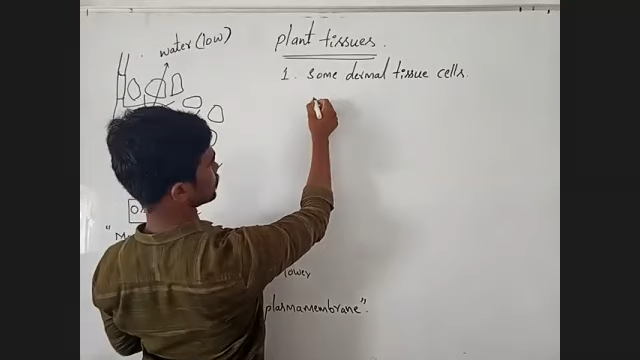 water (low)
plant tissues.
1. Some dermal tissue cells.
lower
plasmamembrane".